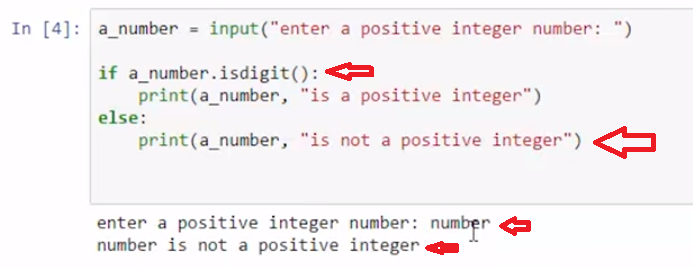 In [4]: a_number = input("enter a positive integer number: ")
if a_number.isdigit():
print(a_number, "is a positive integer")
else:
print(a_number, "is not a positive integer")
enter a positive integer number: number
number is not a positive integer